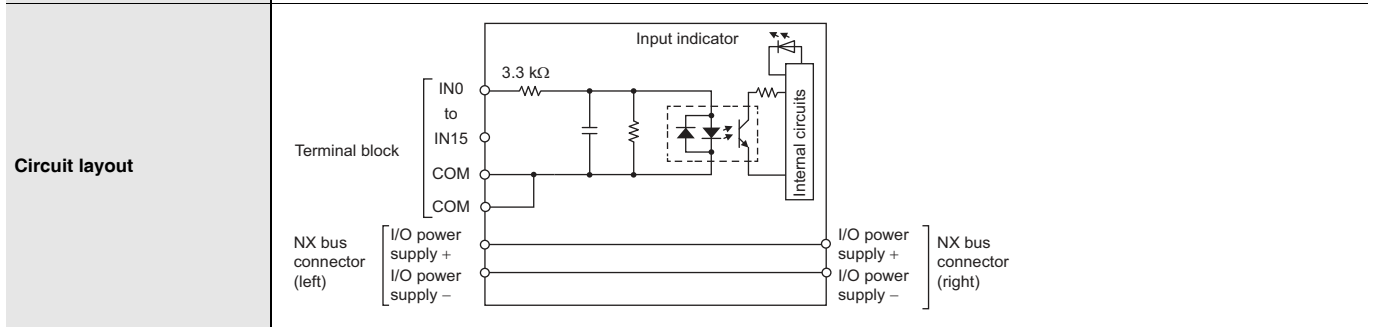 Circuit layout
Input indicator
3.3 kΩ
IN0
to
IN15
Terminal block
COM
COM
Internal circuits
NX bus
connector
(left)
I/O power
supply +
I/O power
supply −
I/O power
supply +
I/O power
supply −
NX bus
connector
(right)